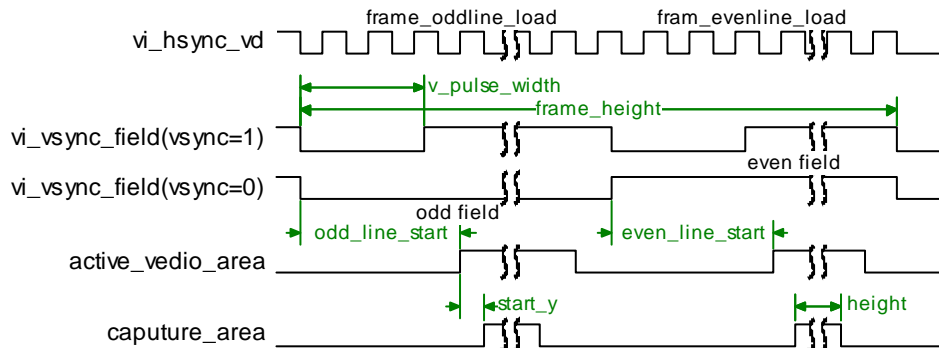 frame_oddline_load
fram_evenline_load
vi_hsync_vd
v_pulse_width
frame_height
vi_vsync_field(vsync=1)
even field
vi_vsync_field(vsync=0)
odd field
odd_line_start
even_line_start
active_vedio_area
start_y
height
caputure_area